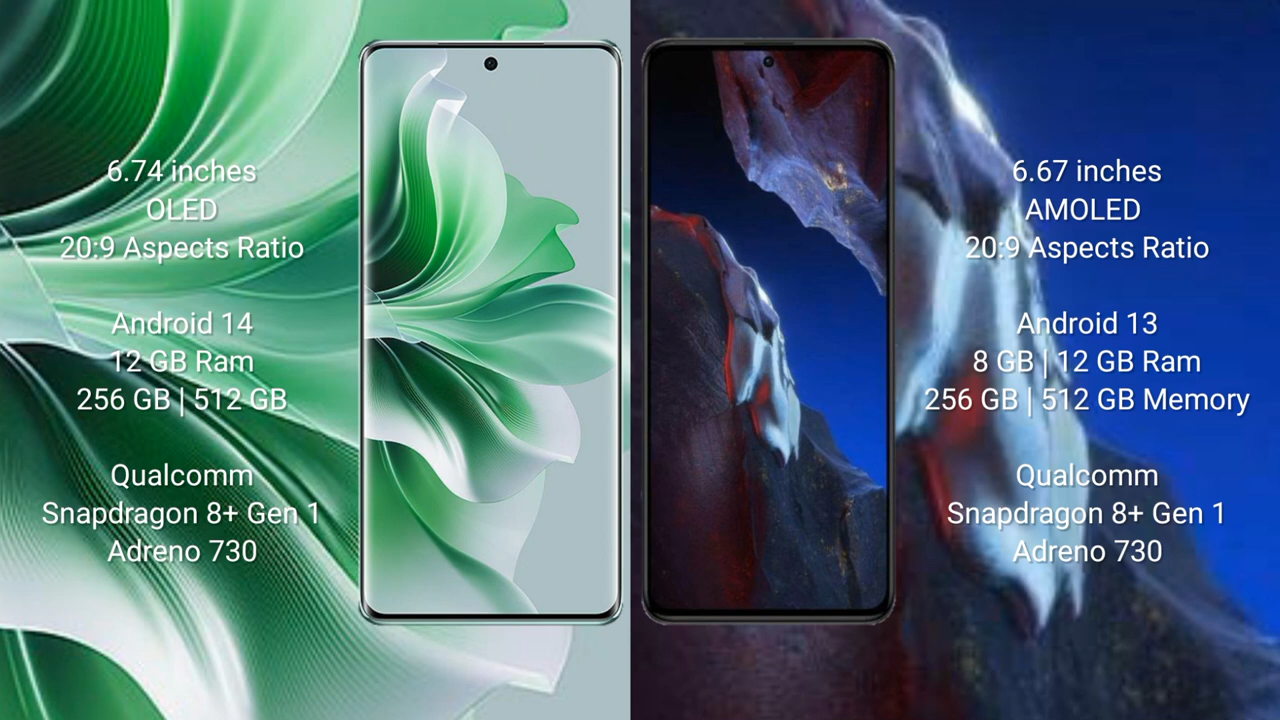 6.74 inches
OLED
20:9 Aspects Ratio
Android 14
12 GB Ram
256 GB | 512 GB
Qualcomm
Snapdragon 8+ Gen 1
Adreno 730
6.67 inches
AMOLED
20:9 Aspects Ratio
Android 13
8 GB | 12 GB Ram
256 GB | 512 GB Memory
Qualcomm
Snapdragon 8+ Gen 1
Adreno 730